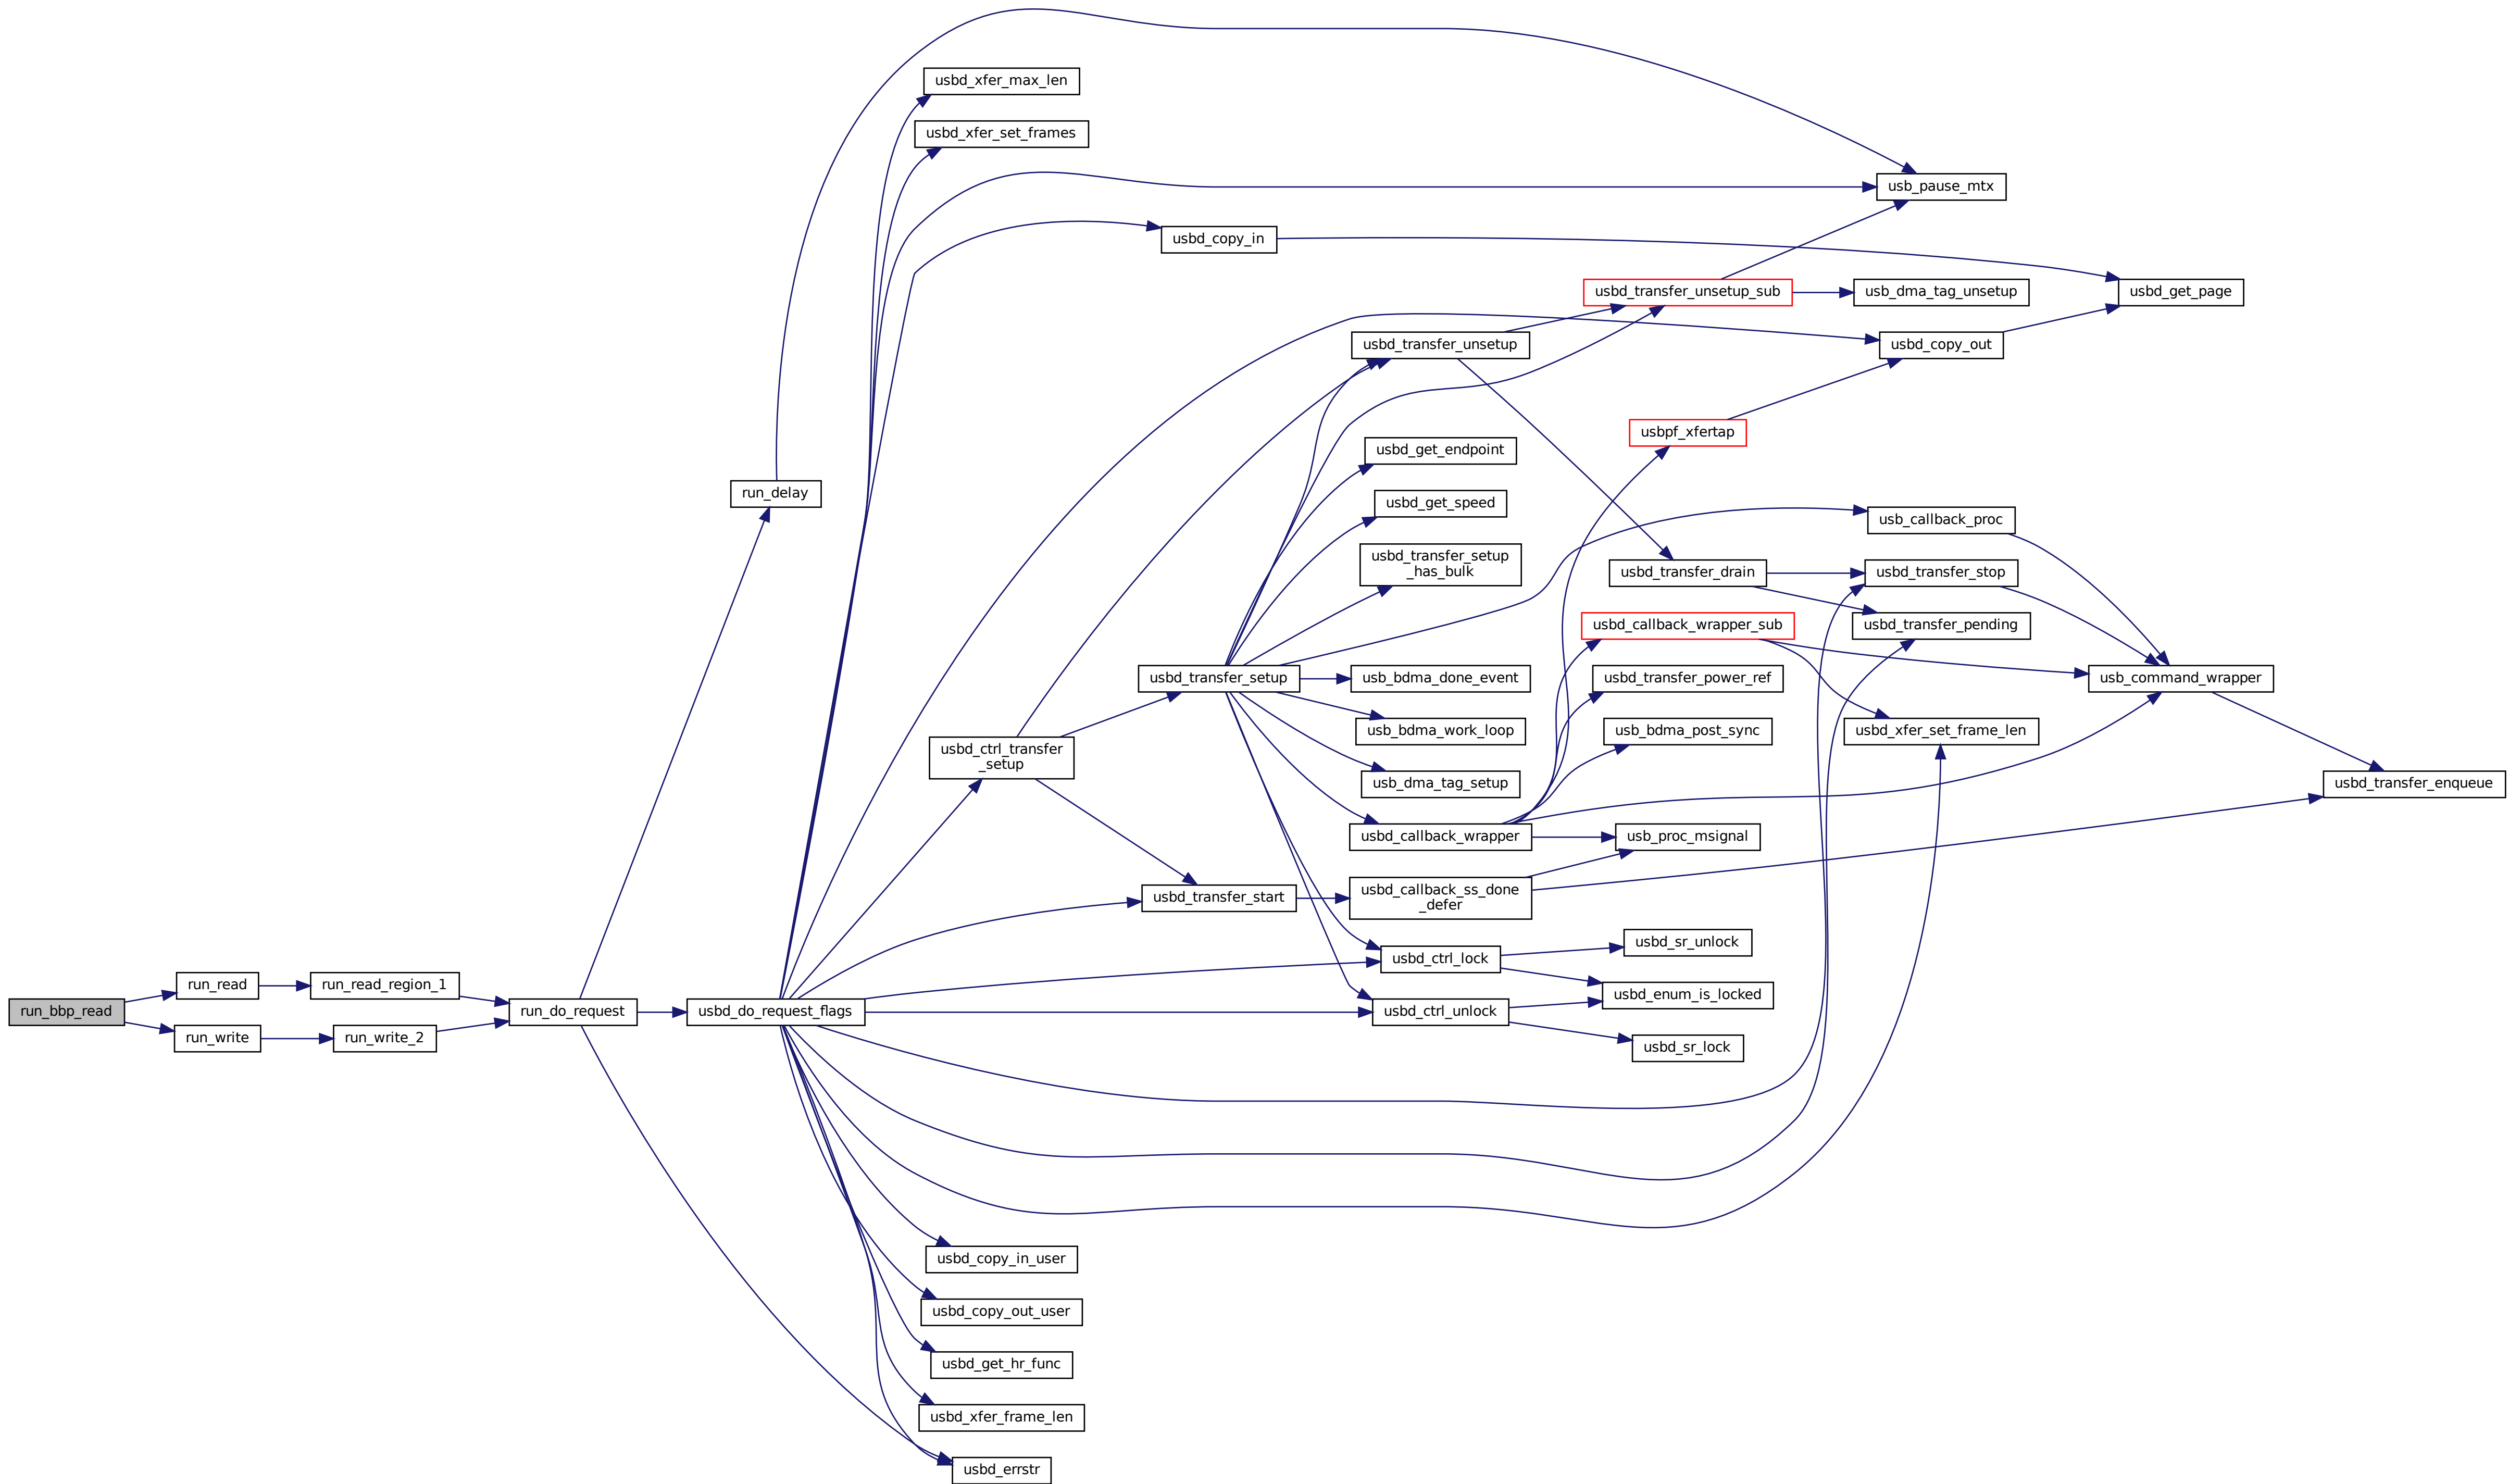 usbd_xfer_max_len
usbd_xfer_set_frames
usb_pause_mtx
usbd_copy_in
usbd_transfer_unsetup_sub
usb_dma_tag_unsetup
usbd_get_page
usbd_transfer_unsetup
usbd_copy_out
usbpf_xfertap
usbd_get_endpoint
run_delay
usbd_get_speed
usb_callback_proc
usbd_transfer_setup
_has_bulk
usbd_transfer_drain
usbd_transfer_stop
usbd_callback_wrapper_sub
usbd_transfer_pending
usbd_transfer_setup
usb_bdma_done_event
usbd_transfer_power_ref
usb_command_wrapper
usb_bdma_work_loop
usb_bdma_post_sync
usbd_xfer_set_frame_len
usbd_ctrl_transfer
_setup
usb_dma_tag_setup
usbd_transfer_enqueue
usbd_callback_wrapper
usb_proc_msignal
usbd_transfer_start
usbd_callback_ss_done
_defer
usbd_sr_unlock
usbd_ctrl_lock
run_read
run_read_region_1
usbd_enum_is_locked
run_bbp_read
run_do_request
usbd_do_request_flags
usbd_ctrl_unlock
run_write
run_write_2
usbd_sr_lock
usbd_copy_in_user
usbd_copy_out_user
usbd_get_hr_func
usbd_xfer_frame_len
usbd_errstr